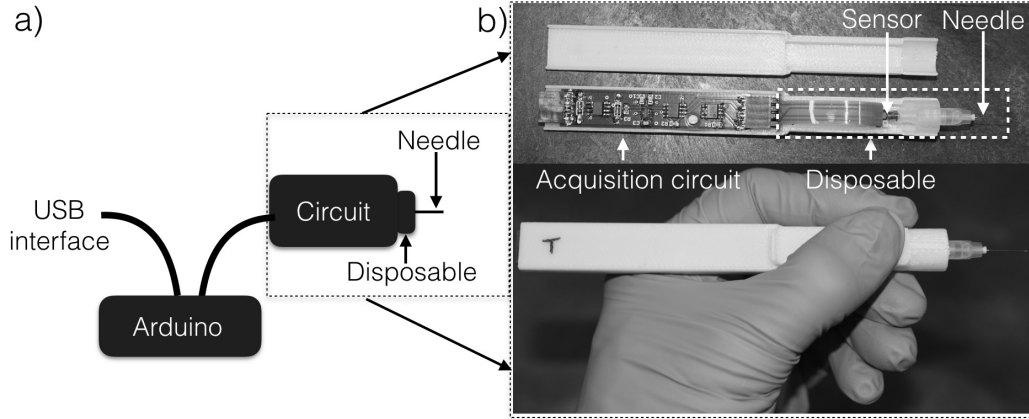 a)
Needle
USB
interface
Circuit
Disposable
Arduino
b)
Sensor
Needle
Acquisition circuit
Disposable
T